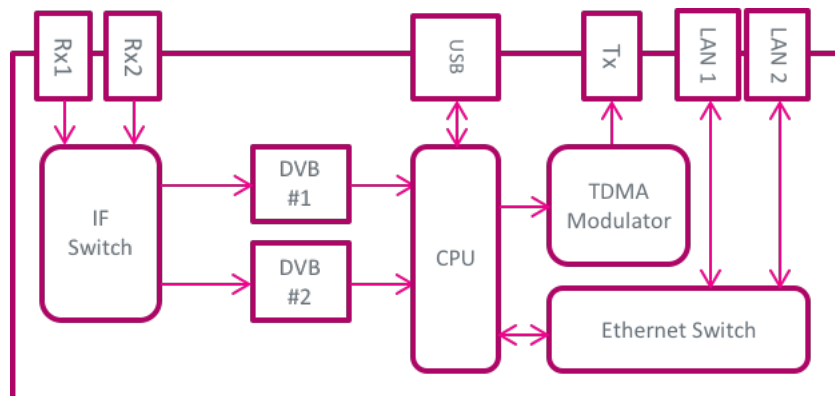 Rx1
Rx2
USB
Tx
LAN 1
LAN 2
IF
Switch
DVB
#1
DVB
#2
CPU
TDMA
Modulator
Ethernet Switch